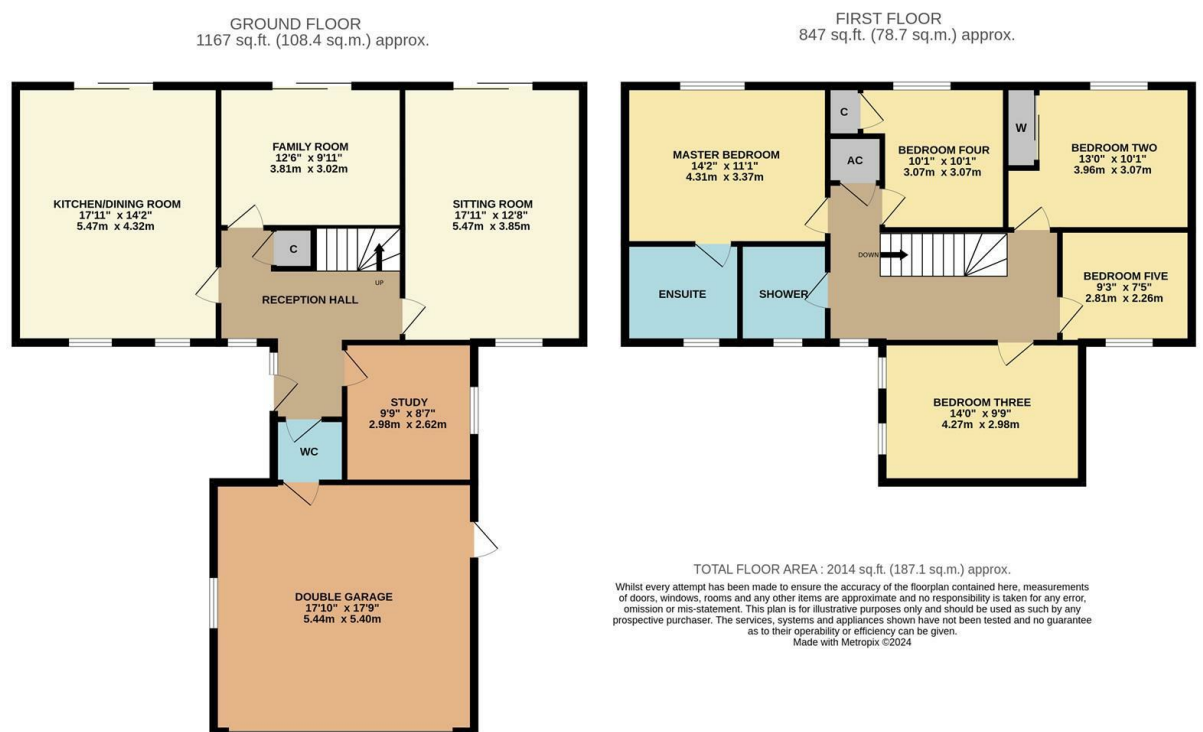 GROUND FLOOR
1167 sq.ft. (108.4 sq.m.) approx.
KITCHEN/DINING ROOM
17'11" x 14'2"
5.47m x 4.32m
FAMILY ROOM
12'6" x 9'11"
3.81m x 3.02m
SITTING ROOM
17'11" x 12'8"
5.47m x 3.85m
C
UP
RECEPTION HALL
STUDY
9'9" x 8'7"
2.98m x 2.62m
WC
DOUBLE GARAGE
17'10" x 17'9"
5.44m x 5.40m
FIRST FLOOR
847 sq.ft. (78.7 sq.m.) approx.
MASTER BEDROOM
14'2" x 11'1"
4.31m x 3.37m
C
AC
BEDROOM FOUR
10'1" x 10'1"
3.07m x 3.07m
W
BEDROOM TWO
13'0" x 10'1"
3.96m x 3.07m
DOWN
ENSUITE
SHOWER
BEDROOM FIVE
9'3" x 7'5"
2.81m x 2.26m
BEDROOM THREE
14'0" x 9'9"
4.27m x 2.98m
TOTAL FLOOR AREA : 2014 sq.ft. (187.1 sq.m.) approx.
Whilst every attempt has been made to ensure the accuracy of the floorplan contained here, measurements
of doors, windows, rooms and any other items are approximate and no responsibility is taken for any error,
omission or mis-statement. This plan is for illustrative purposes only and should be used as such by any
prospective purchaser. The services, systems and appliances shown have not been tested and no guarantee
as to their operability or efficiency can be given.
Made with Metropix ©2024